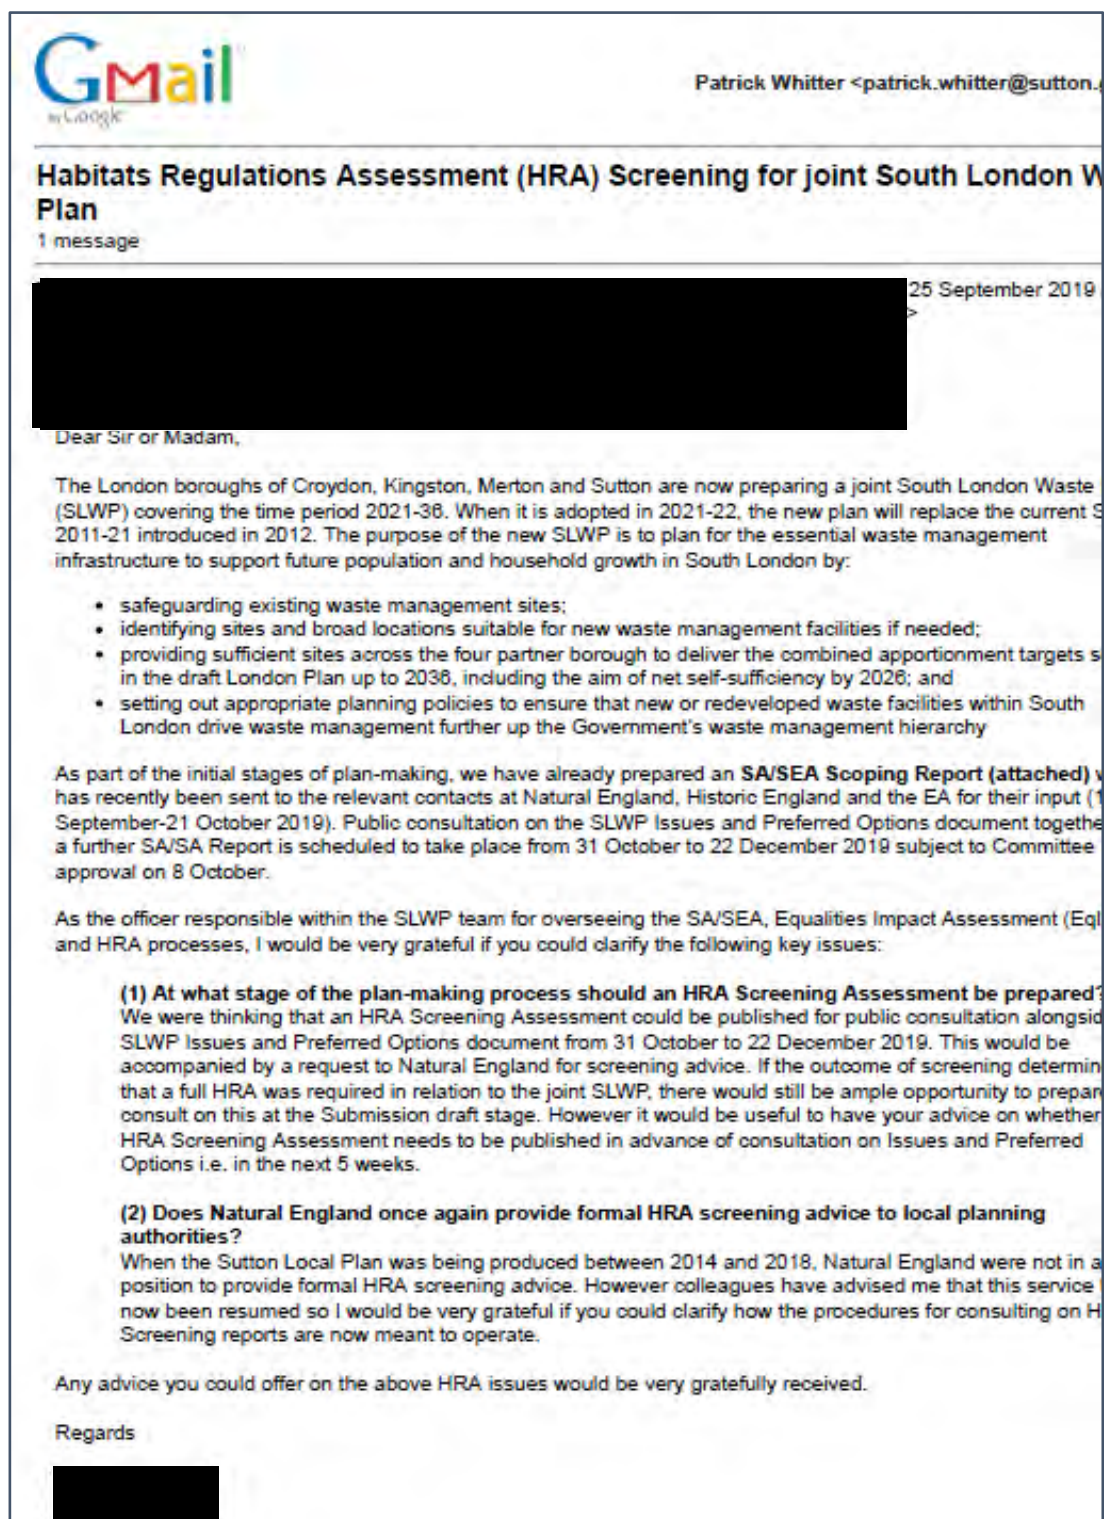 GMail
by Google
Patrick Whitter <patrick.whitter@sutton.
Habitats Regulations Assessment (HRA) Screening for joint South London W
Plan
1 message
25 September 2019
>
Dear Sir or Madam,
The London boroughs of Croydon, Kingston, Merton and Sutton are now preparing a joint South London Waste
(SLWP) covering the time period 2021-36. When it is adopted in 2021-22, the new plan will replace the current S
2011-21 introduced in 2012. The purpose of the new SLWP is to plan for the essential waste management
infrastructure to support future population and household growth in South London by:
• safeguarding existing waste management sites;
• identifying sites and broad locations suitable for new waste management facilities if needed;
• providing sufficient sites across the four partner borough to deliver the combined apportionment targets s
in the draft London Plan up to 2036, including the aim of net self-sufficiency by 2026; and
• setting out appropriate planning policies to ensure that new or redeveloped waste facilities within South
London drive waste management further up the Government's waste management hierarchy
As part of the initial stages of plan-making, we have already prepared an SA/SEA Scoping Report (attached) w
has recently been sent to the relevant contacts at Natural England, Historic England and the EA for their input (1
September-21 October 2019). Public consultation on the SLWP Issues and Preferred Options document togethe
a further SA/SA Report is scheduled to take place from 31 October to 22 December 2019 subject to Committee
approval on 8 October.
As the officer responsible within the SLWP team for overseeing the SA/SEA, Equalities Impact Assessment (EqI
and HRA processes, I would be very grateful if you could clarify the following key issues:
(1) At what stage of the plan-making process should an HRA Screening Assessment be prepared?
We were thinking that an HRA Screening Assessment could be published for public consultation alongsid
SLWP Issues and Preferred Options document from 31 October to 22 December 2019. This would be
accompanied by a request to Natural England for screening advice. If the outcome of screening determin
that a full HRA was required in relation to the joint SLWP, there would still be ample opportunity to prepar
consult on this at the Submission draft stage. However it would be useful to have your advice on whether
HRA Screening Assessment needs to be published in advance of consultation on Issues and Preferred
Options i.e. in the next 5 weeks.
(2) Does Natural England once again provide formal HRA screening advice to local planning
authorities?
When the Sutton Local Plan was being produced between 2014 and 2018, Natural England were not in a
position to provide formal HRA screening advice. However colleagues have advised me that this service
now been resumed so I would be very grateful if you could clarify how the procedures for consulting on H
Screening reports are now meant to operate.
Any advice you could offer on the above HRA issues would be very gratefully received.
Regards